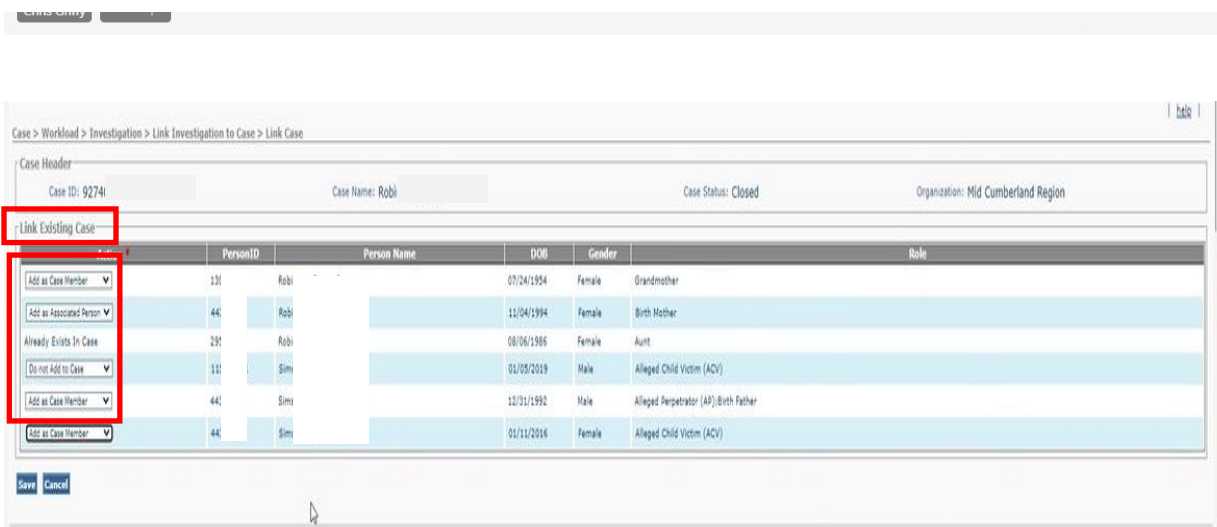 Chris Grity
| help |
Case > Workload > Investigation > Link Investigation to Case > Link Case
Case Header
Case ID: 9274 Case Name: Robi Case Status: Closed Organization: Mid Cumberland Region
Link Existing Case
Action * PersonID Person Name DOB Gender Role
Add as Case Member 130 Robi 07/24/1954 Female Grandmother
Add as Associated Person 44 Robi 11/04/1994 Female Birth Mother
Already Exists In Case 295 Robi 08/06/1986 Female Aunt
Do not Add to Case 11 Sim 01/05/2019 Male Alleged Child Victim (ACV)
Add as Case Member 44 Sim 12/31/1992 Male Alleged Perpetrator (AP);Birth Father
Add as Case Member 44 Sim 01/11/2016 Female Alleged Child Victim (ACV)
Save Cancel